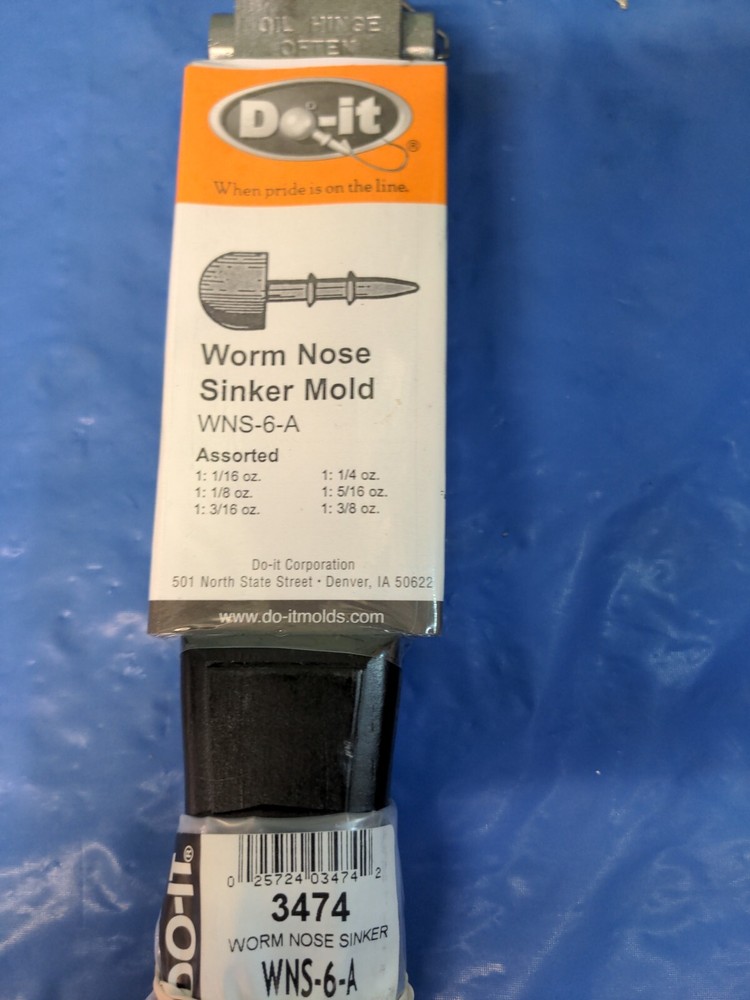 OIL HINGE
OFTEN
Do-it®
When pride is on the line.
Worm Nose
Sinker Mold
WNS-6-A
Assorted
1: 1/16 oz. 1: 1/4 oz.
1: 1/8 oz. 1: 5/16 oz.
1: 3/16 oz. 1: 3/8 oz.
Do-it Corporation
501 North State Street • Denver, IA 50622
www.do-itmolds.com
DO-IT®
0 25724 03474 2
3474
WORM NOSE SINKER
WNS-6-A